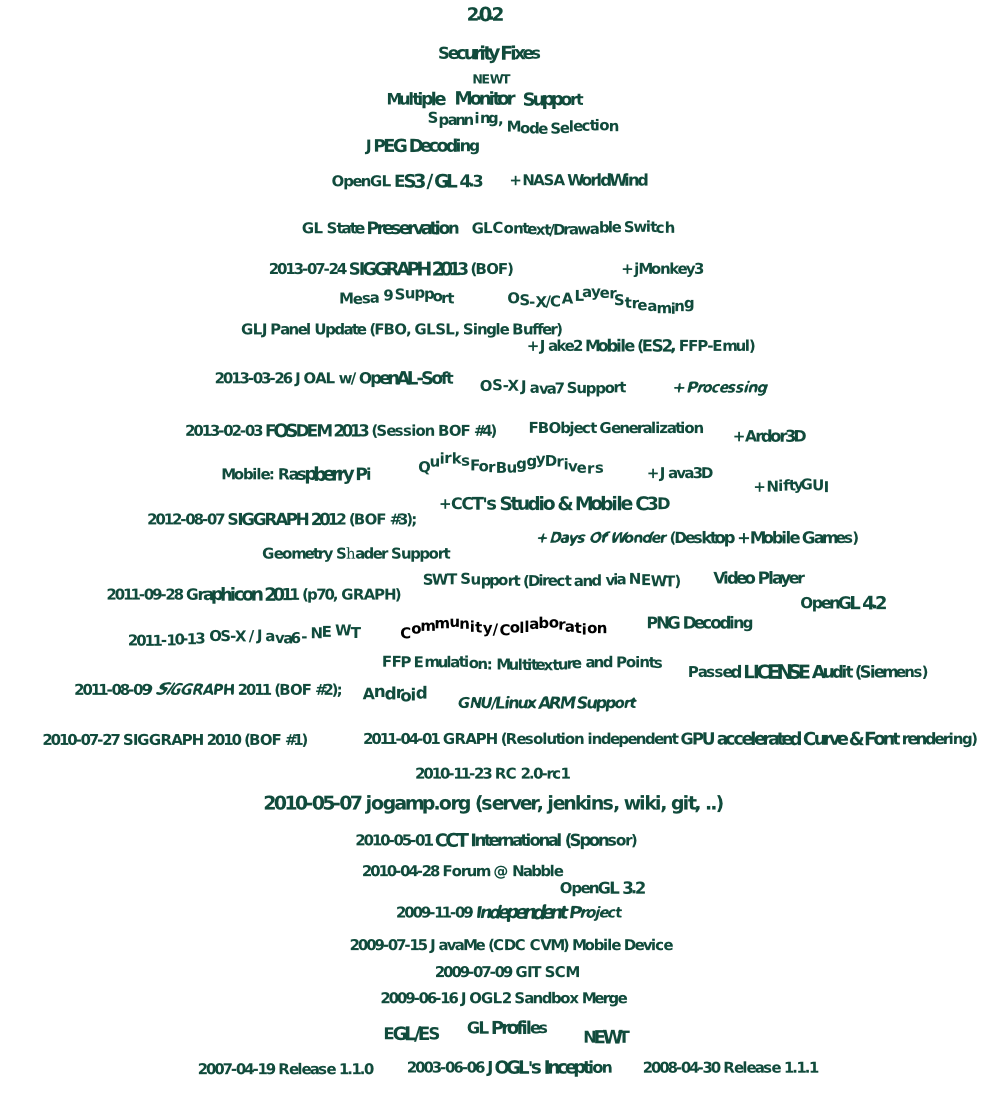 2.0.2
Security Fixes
NEWT
Multiple Monitor Support
Spanning, Mode Selection
JPEG Decoding
OpenGL ES3 / GL 4.3 + NASA WorldWind
GL State Preservation GLContext/Drawable Switch
2013-07-24 SIGGRAPH 2013 (BOF) + jMonkey3
Mesa 9 Support OS-X/CALayer Streaming
GLJPanel Update (FBO, GLSL, Single Buffer)
+ Jake2 Mobile (ES2, FFP-Emul)
2013-03-26 JOAL w/ OpenAL-Soft OS-X Java7 Support + Processing
2013-02-03 FOSDEM 2013 (Session BOF #4) FBObject Generalization + Ardor3D
Mobile: Raspberry Pi QuirksForBuggyDrivers + Java3D
+ NiftyGUI
+CCT's Studio & Mobile C3D
2012-08-07 SIGGRAPH 2012 (BOF #3);
+ Days Of Wonder (Desktop + Mobile Games)
Geometry Shader Support
SWT Support (Direct and via NEWT) Video Player
2011-09-28 Graphicon 2011 (p70, GRAPH) OpenGL 4.2
2011-10-13 OS-X / Java6 - NEWT Community/Collaboration PNG Decoding
FFP Emulation: Multitexture and Points Passed LICENSE Audit (Siemens)
2011-08-09 SIGGRAPH 2011 (BOF #2); Android GNU/Linux ARM Support
2010-07-27 SIGGRAPH 2010 (BOF #1) 2011-04-01 GRAPH (Resolution independent GPU accelerated Curve & Font rendering)
2010-11-23 RC 2.0-rc1
2010-05-07 jogamp.org (server, jenkins, wiki, git, ..)
2010-05-01 CCT International (Sponsor)
2010-04-28 Forum @ Nabble
OpenGL 3.2
2009-11-09 Independent Project
2009-07-15 JavaMe (CDC CVM) Mobile Device
2009-07-09 GIT SCM
2009-06-16 JOGL2 Sandbox Merge
EGL/ES GL Profiles NEWT
2007-04-19 Release 1.1.0 2003-06-06 JOGL's Inception 2008-04-30 Release 1.1.1